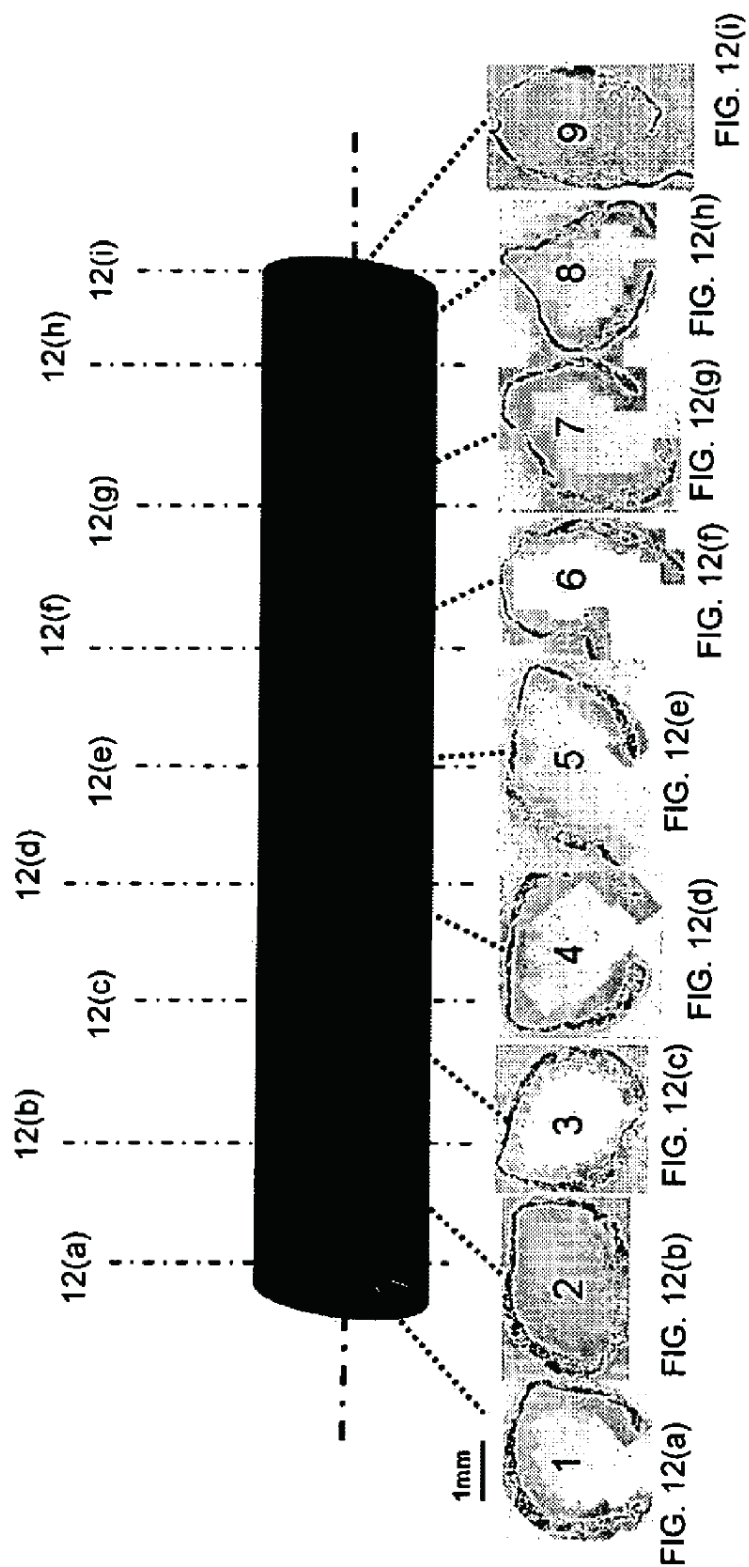 12(a)
12(b)
12(c)
12(d)
12(e)
12(f)
12(g)
12(h)
12(i)
1mm
1
2
3
4
5
6
7
8
9
FIG. 12(a)
FIG. 12(b)
FIG. 12(c)
FIG. 12(d)
FIG. 12(e)
FIG. 12(f)
FIG. 12(g)
FIG. 12(h)
FIG. 12(i)